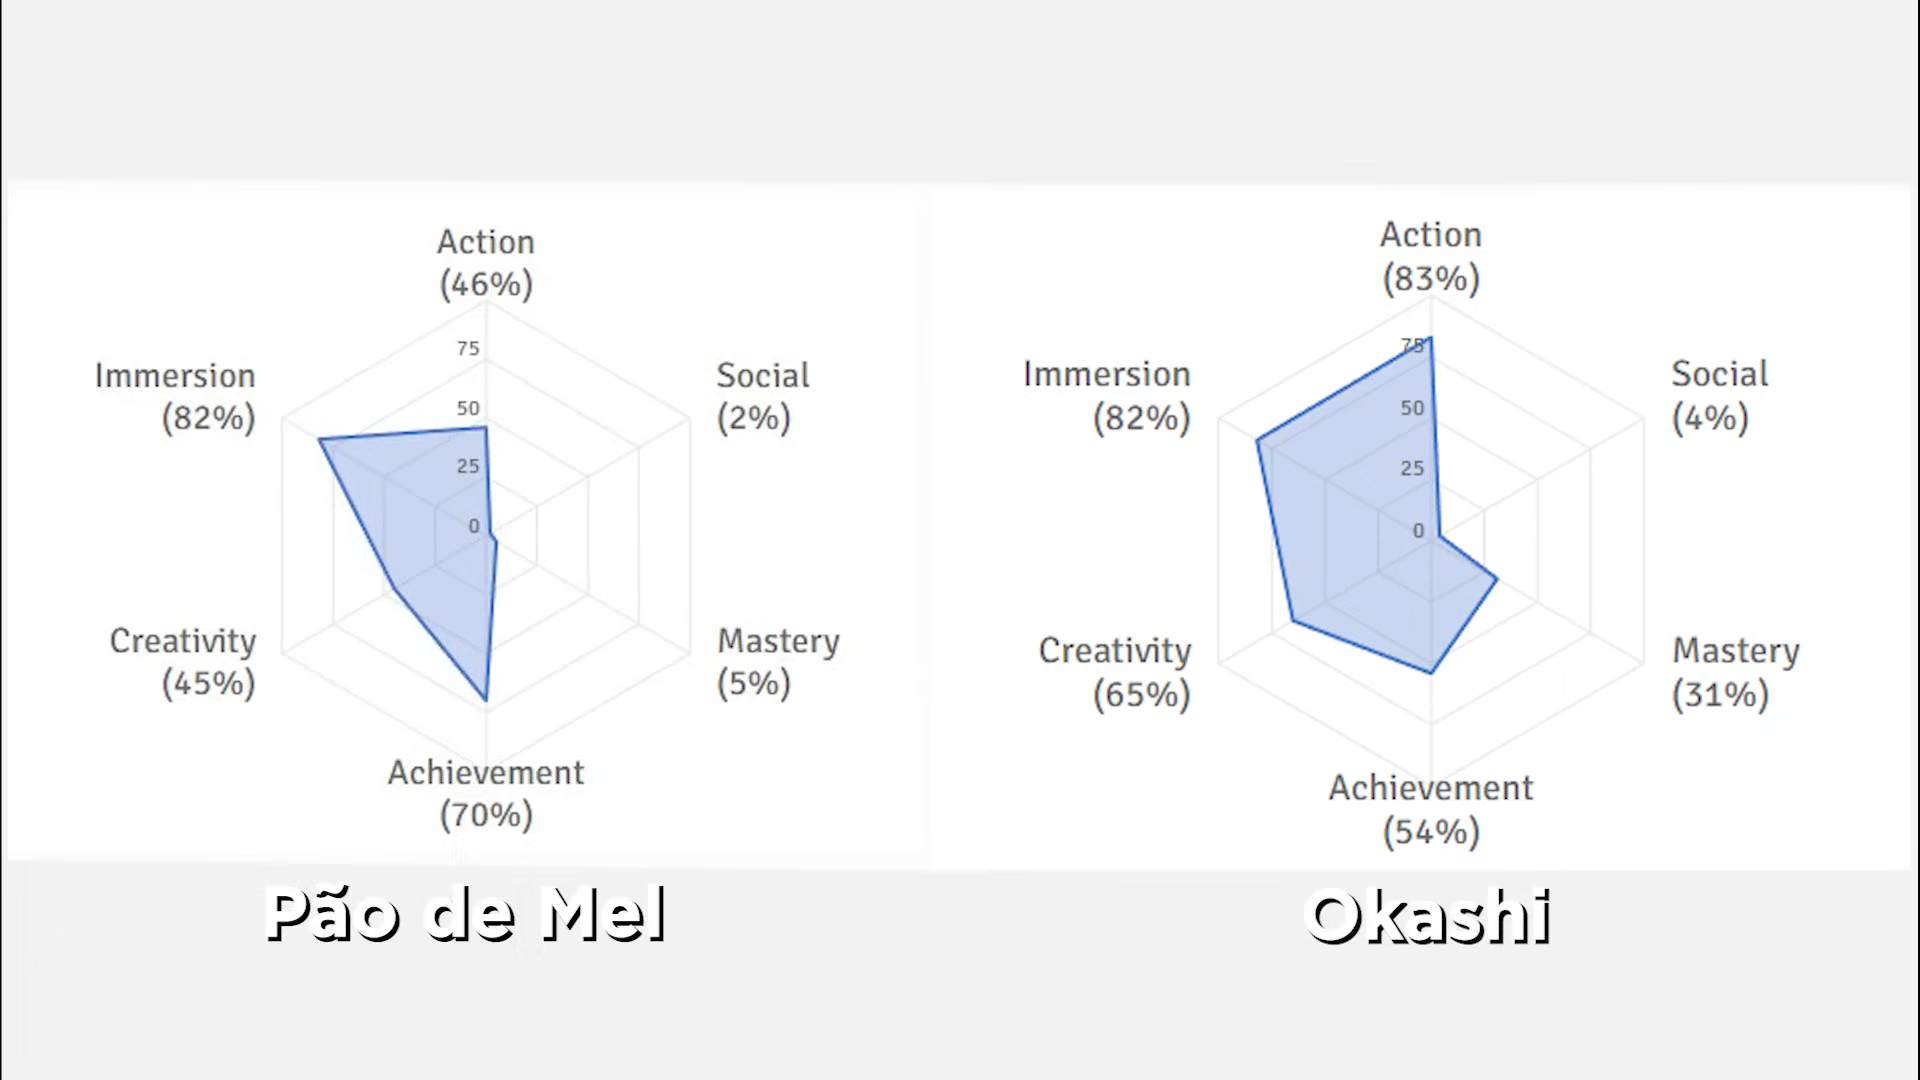 Action
(46%)
75
Immersion
(82%)
Social
(2%)
50
25
0
Creativity
(45%)
Mastery
(5%)
Achievement
(70%)
Pão de Mel
Action
(83%)
75
Immersion
(82%)
Social
(4%)
50
25
0
Creativity
(65%)
Mastery
(31%)
Achievement
(54%)
Okashi